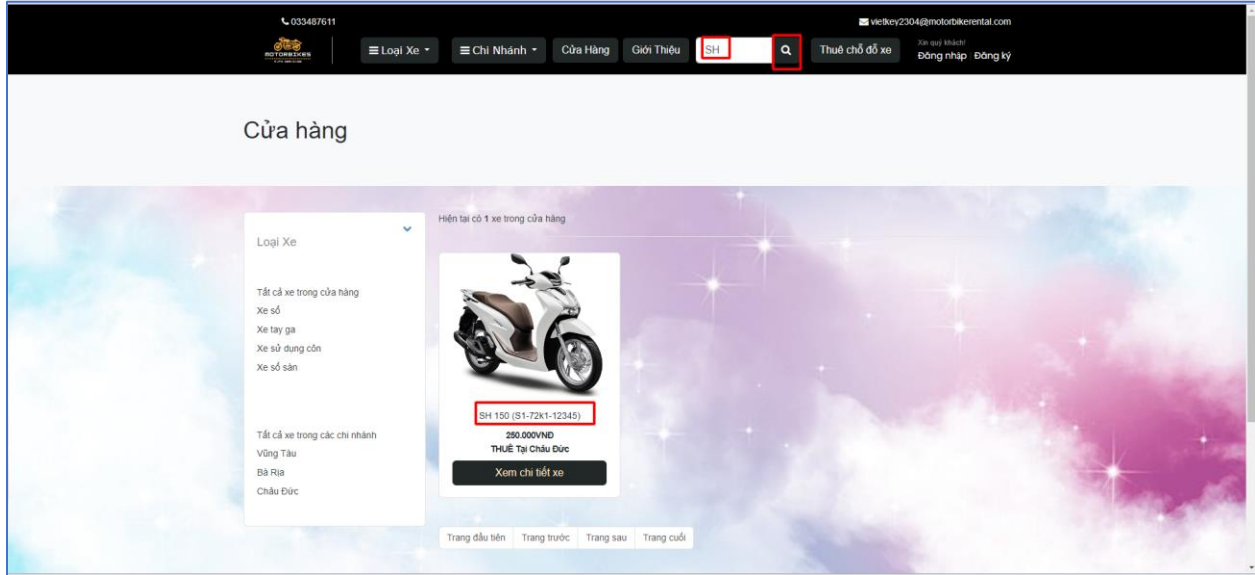 033487611
vietkey2304@motorbikerental.com
MOTORBIKES
Loại Xe
Chi Nhánh
Cửa Hàng
Giới Thiệu
SH
Thuê chỗ đỗ xe
Xin quý khách!
Đăng nhập Đăng ký
Cửa hàng
Loại Xe
Tất cả xe trong cửa hàng
Xe số
Xe tay ga
Xe sử dụng côn
Xe số sàn
Tất cả xe trong các chi nhánh
Vũng Tàu
Bà Rịa
Châu Đức
Hiện tại có 1 xe trong cửa hàng
SH 150 (S1-72k1-12345)
250.000VNĐ
THUÊ Tại Châu Đức
Xem chi tiết xe
Trang đầu tiên Trang trước Trang sau Trang cuối